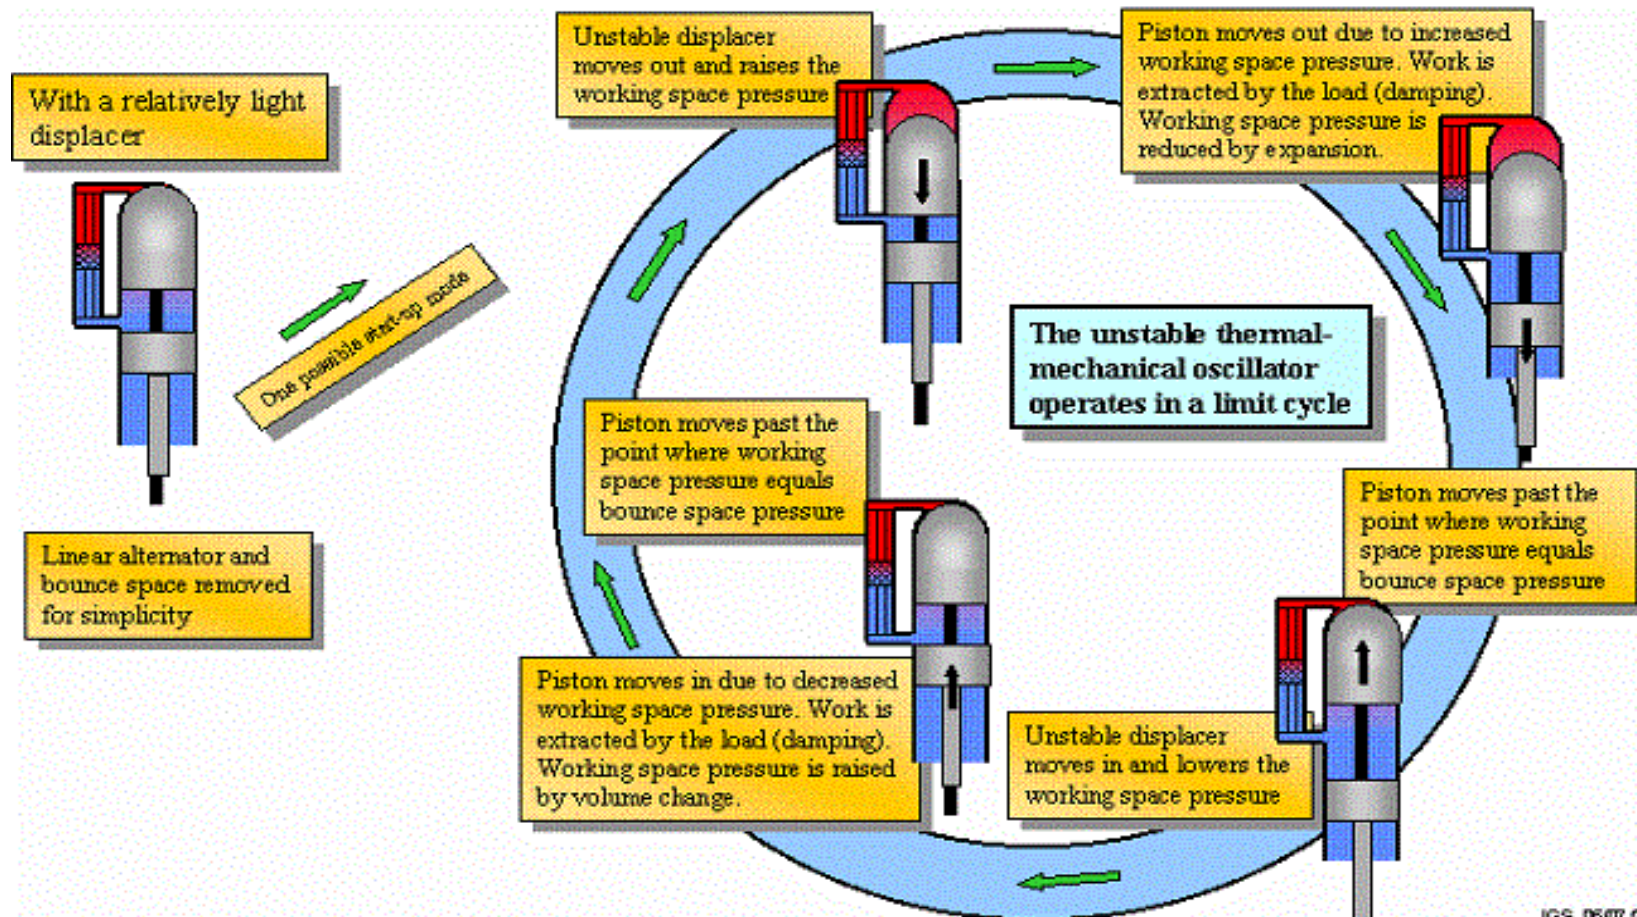 With a relatively light
displacer
One possible start-up mode
Linear alternator and
bounce space removed
for simplicity
Unstable displacer
moves out and raises the
working space pressure
Piston moves out due to increased
working space pressure. Work is
extracted by the load (damping).
Working space pressure is
reduced by expansion.
The unstable thermal-
mechanical oscillator
operates in a limit cycle
Piston moves past the
point where working
space pressure equals
bounce space pressure
Piston moves past the
point where working
space pressure equals
bounce space pressure
Piston moves in due to decreased
working space pressure. Work is
extracted by the load (damping).
Working space pressure is raised
by volume change.
Unstable displacer
moves in and lowers the
working space pressure